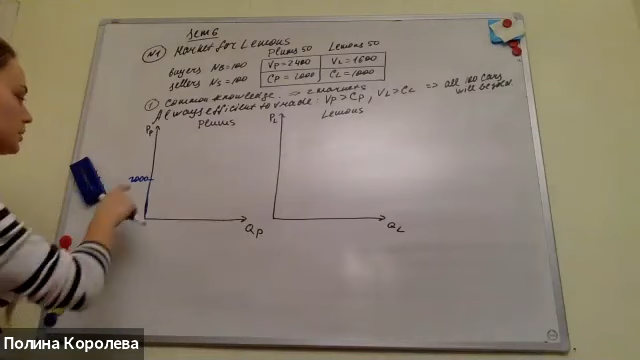 sem 6
№1 Market for Lemons
Plums 50 Lemons 50
buyers NB = 100 VP = 2400 VL = 1600
sellers NS = 100 CP = 2000 CL = 1000
① Common knowledge => 2 markets
Always efficient to trade: VP > CP, VL > CL => all 100 cars
will be sold
PP Plums PL Lemons
2000
QP QL
Полина Королева